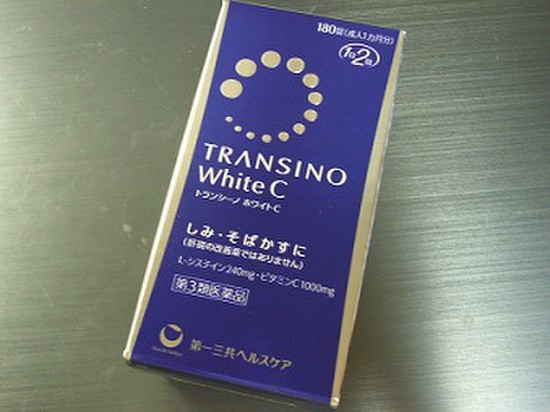 180錠(成人1カ月分)
1回2錠
TRANSINO
White C
トランシーノ ホワイトC
しみ・そばかすに
(肝斑の改善薬ではありません)
L-システイン240mg・ビタミンC1000mg
第3類医薬品
第一三共ヘルスケア